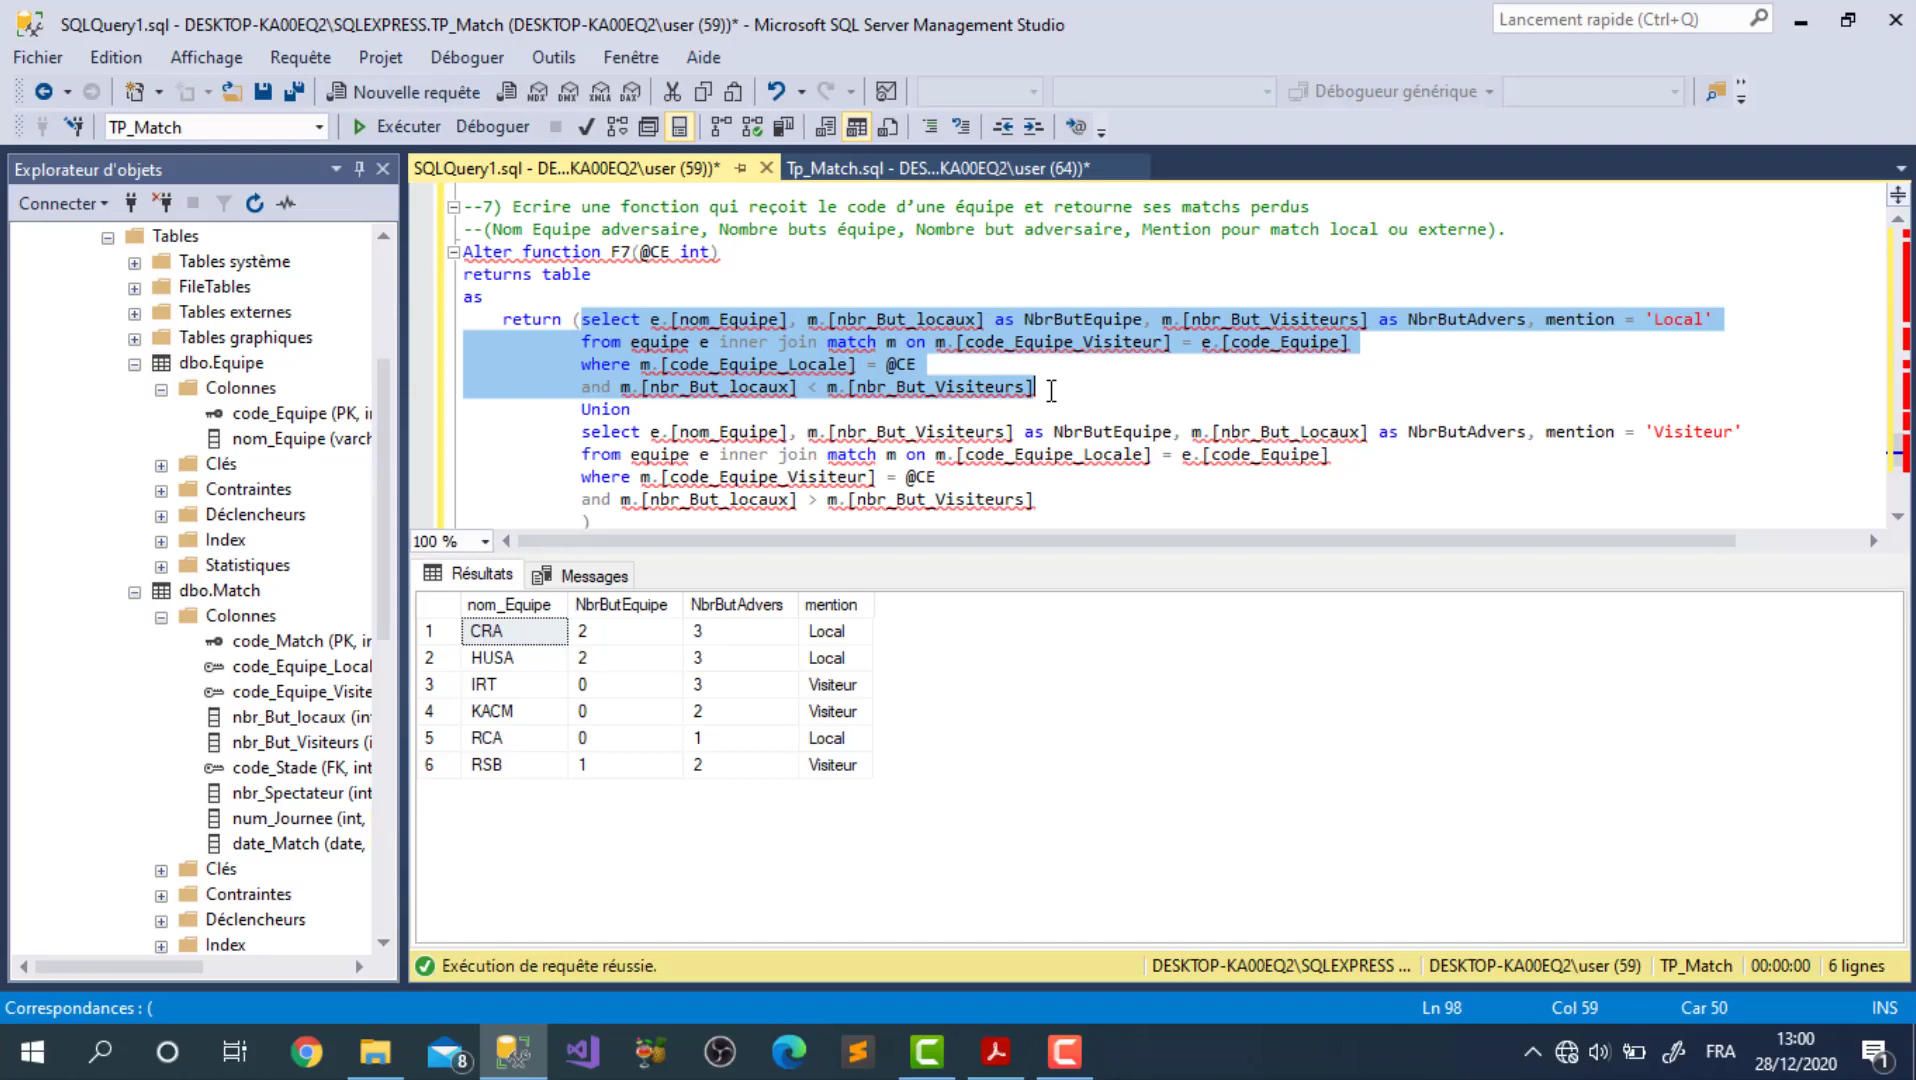 SQLQuery1.sql - DESKTOP-KA00EQ2\SQLEXPRESS.TP_Match (DESKTOP-KA00EQ2\user (59))* - Microsoft SQL Server Management Studio
Lancement rapide (Ctrl+Q)
Fichier Edition Affichage Requête Projet Déboguer Outils Fenêtre Aide
Nouvelle requête MDX DMX XMLA DAX Débogueur générique
TP_Match Exécuter Déboguer
Explorateur d'objets
SQLQuery1.sql - DE...KA00EQ2\user (59))* Tp_Match.sql - DES...KA00EQ2\user (64))*
Connecter
Tables
Tables système
FileTables
Tables externes
Tables graphiques
dbo.Equipe
Colonnes
code_Equipe (PK, i
nom_Equipe (varch
Clés
Contraintes
Déclencheurs
Index
Statistiques
dbo.Match
Colonnes
code_Match (PK, i
code_Equipe_Local
code_Equipe_Visite
nbr_But_locaux (int
nbr_But_Visiteurs (i
code_Stade (FK, int
nbr_Spectateur (int
num_Journee (int,
date_Match (date,
Clés
Contraintes
Déclencheurs
Index
--7) Ecrire une fonction qui reçoit le code d'une équipe et retourne ses matchs perdus
--(Nom Equipe adversaire, Nombre buts équipe, Nombre but adversaire, Mention pour match local ou externe).
Alter function F7(@CE int)
returns table
as
return (select e.[nom_Equipe], m.[nbr_But_locaux] as NbrButEquipe, m.[nbr_But_Visiteurs] as NbrButAdvers, mention = 'Local'
from equipe e inner join match m on m.[code_Equipe_Visiteur] = e.[code_Equipe]
where m.[code_Equipe_Locale] = @CE
and m.[nbr_But_locaux] < m.[nbr_But_Visiteurs]
Union
select e.[nom_Equipe], m.[nbr_But_Visiteurs] as NbrButEquipe, m.[nbr_But_Locaux] as NbrButAdvers, mention = 'Visiteur'
from equipe e inner join match m on m.[code_Equipe_Locale] = e.[code_Equipe]
where m.[code_Equipe_Visiteur] = @CE
and m.[nbr_But_locaux] > m.[nbr_But_Visiteurs]
)
100 %
Résultats Messages
nom_Equipe NbrButEquipe NbrButAdvers mention
1 CRA 2 3 Local
2 HUSA 2 3 Local
3 IRT 0 3 Visiteur
4 KACM 0 2 Visiteur
5 RCA 0 1 Local
6 RSB 1 2 Visiteur
Exécution de requête réussie. DESKTOP-KA00EQ2\SQLEXPRESS ... DESKTOP-KA00EQ2\user (59) TP_Match 00:00:00 6 lignes
Correspondances : ( Ln 98 Col 59 Car 50 INS
8 FRA 13:00
28/12/2020 1